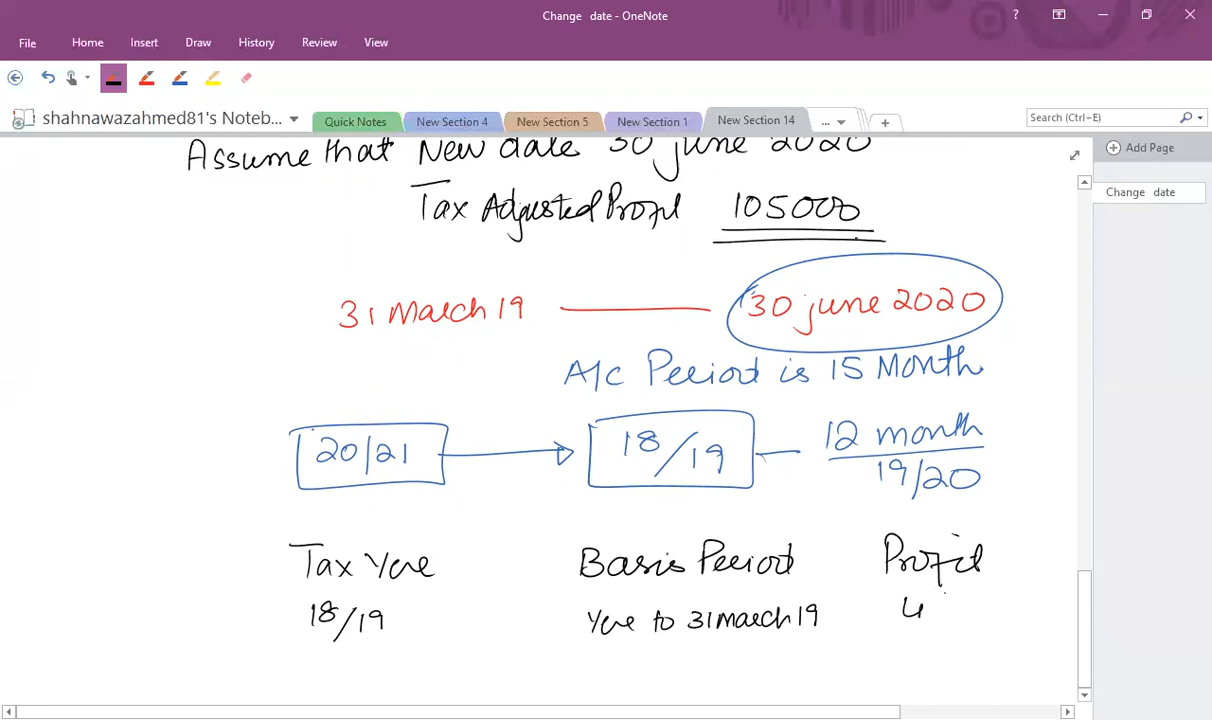 Change date - OneNote
File Home Insert Draw History Review View
shahnawazahmed81's Noteb... Quick Notes New Section 4 New Section 5 New Section 1 New Section 14 ... Search (Ctrl+E)
Add Page
Change date
Assume that New date 30 june 2020
Tax Adjusted Profit 105000
31 March 19 30 june 2020
A/c Period is 15 Month
20/21 18/19 12 month
19/20
Tax Year Basis Period Profit
18/19 Year to 31 march 19 4